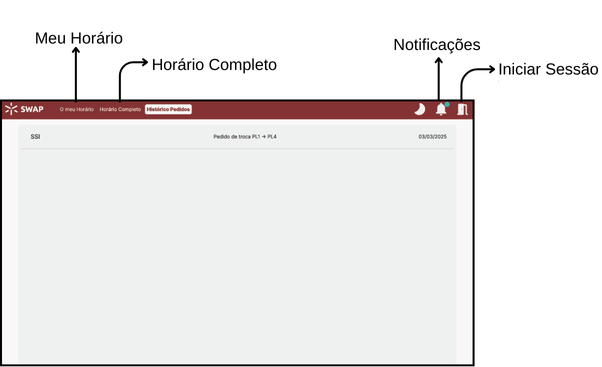 Meu Horário
Notificações
Horário Completo
Iniciar Sessão
SWAP
O meu Horário
Horário Completo
Histórico Pedidos
SSI
Pedido de troca PL1 → PL4
03/03/2025